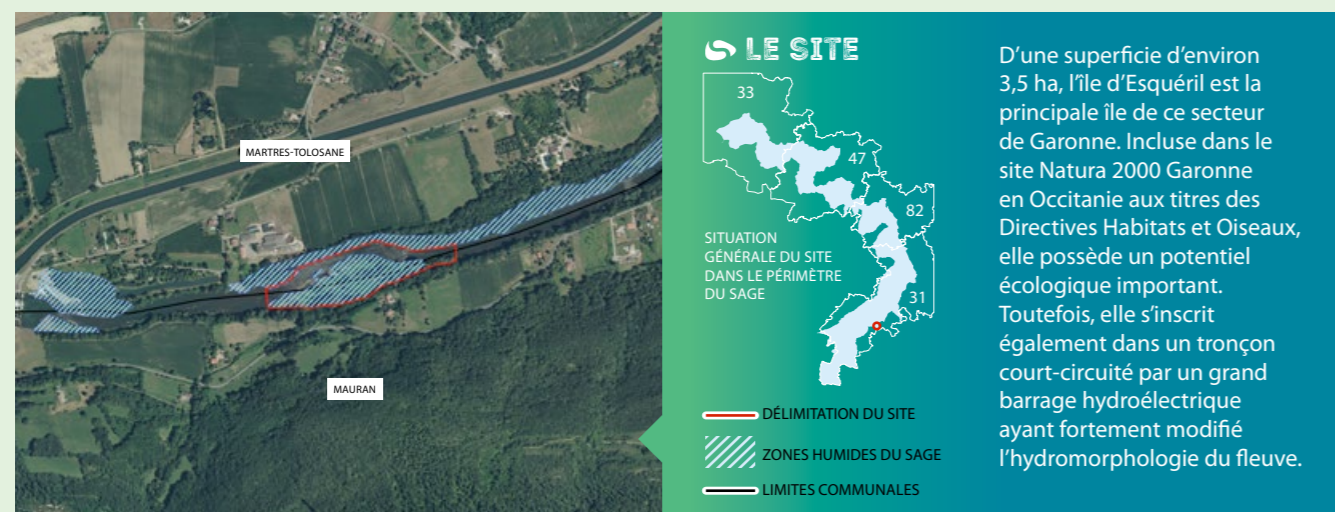 MARTRES-TOLOSANE
MAURAN
LE SITE
33
47
82
31
SITUATION
GÉNÉRALE DU SITE
DANS LE PÉRIMÈTRE
DU SAGE
DÉLIMITATION DU SITE
ZONES HUMIDES DU SAGE
LIMITES COMMUNALES
D’une superficie d’environ
3,5 ha, l’île d’Esquéril est la
principale île de ce secteur
de Garonne. Incluse dans le
site Natura 2000 Garonne
en Occitanie aux titres des
Directives Habitats et Oiseaux,
elle possède un potentiel
écologique important.
Toutefois, elle s’inscrit
également dans un tronçon
court-circuité par un grand
barrage hydroélectrique
ayant fortement modifié
l’hydromorphologie du fleuve.